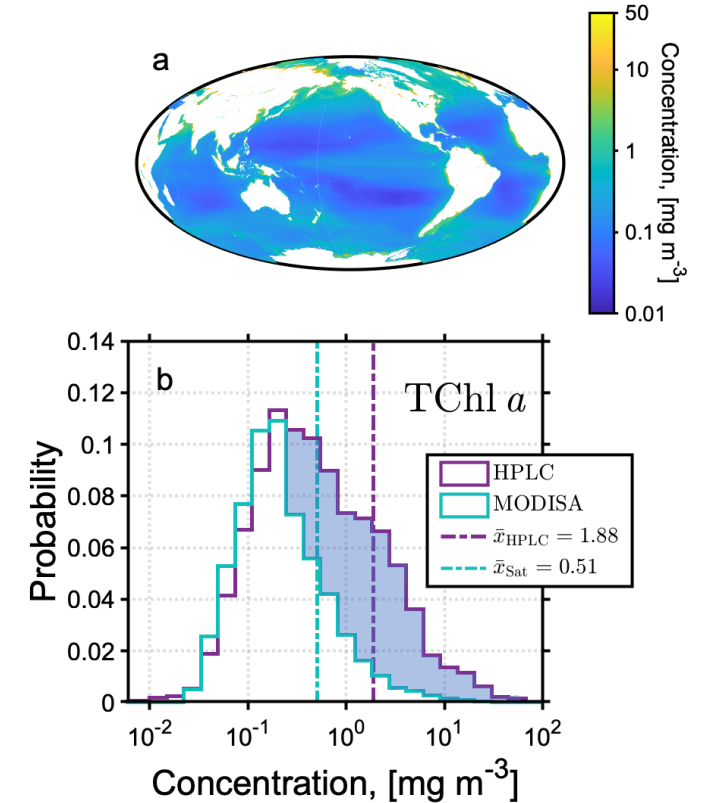 a
50
10
1
0.1
0.01
Concentration, [mg m⁻³]
b
TChl a
0.14
0.12
0.1
0.08
0.06
0.04
0.02
0
Probability
HPLC
MODISA
x̄HPLC = 1.88
x̄Sat = 0.51
10⁻² 10⁻¹ 10⁰ 10¹ 10²
Concentration, [mg m⁻³]